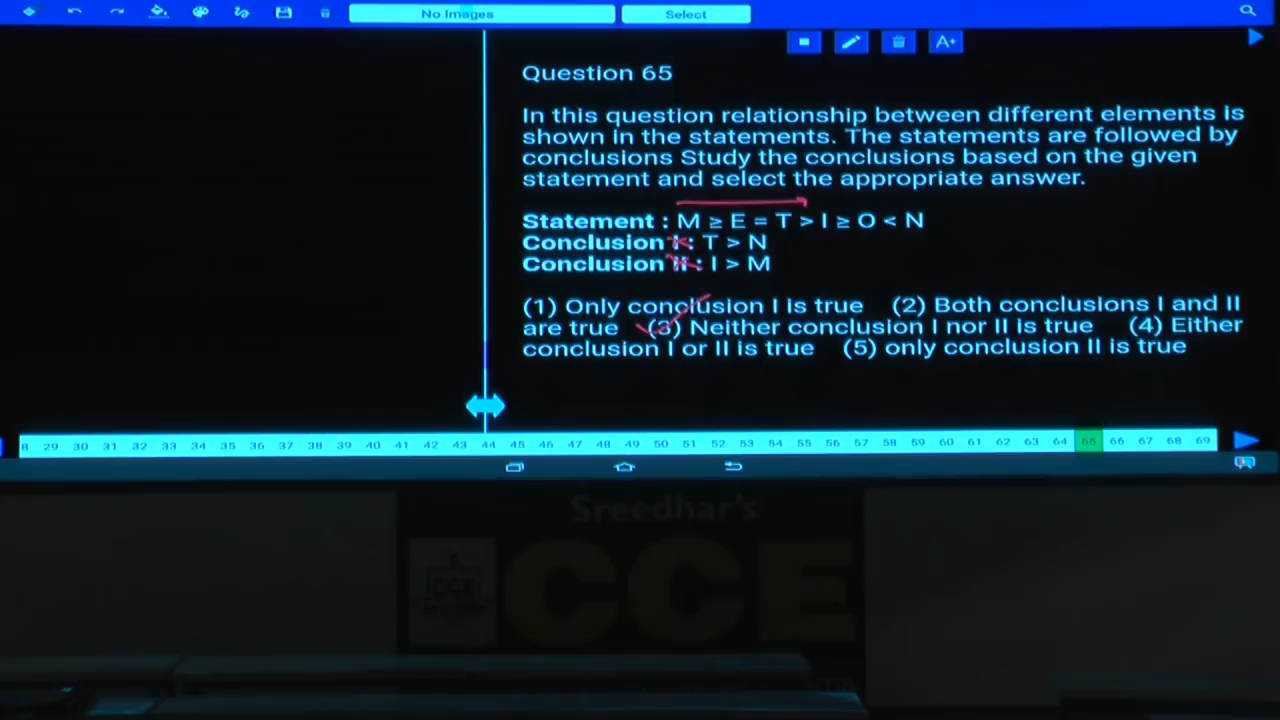 No Images Select
A+
Question 65
In this question relationship between different elements is
shown in the statements. The statements are followed by
conclusions Study the conclusions based on the given
statement and select the appropriate answer.
Statement : M ≥ E = T > I ≥ O < N
Conclusion I : T > N
Conclusion II : I > M
(1) Only conclusion I is true (2) Both conclusions I and II
are true (3) Neither conclusion I nor II is true (4) Either
conclusion I or II is true (5) only conclusion II is true
8 29 30 31 32 33 34 35 36 37 38 39 40 41 42 43 44 45 46 47 48 49 50 51 52 53 54 55 56 57 58 59 60 61 62 63 64 65 66 67 68 69
Sreedhar's
CCE
CCE